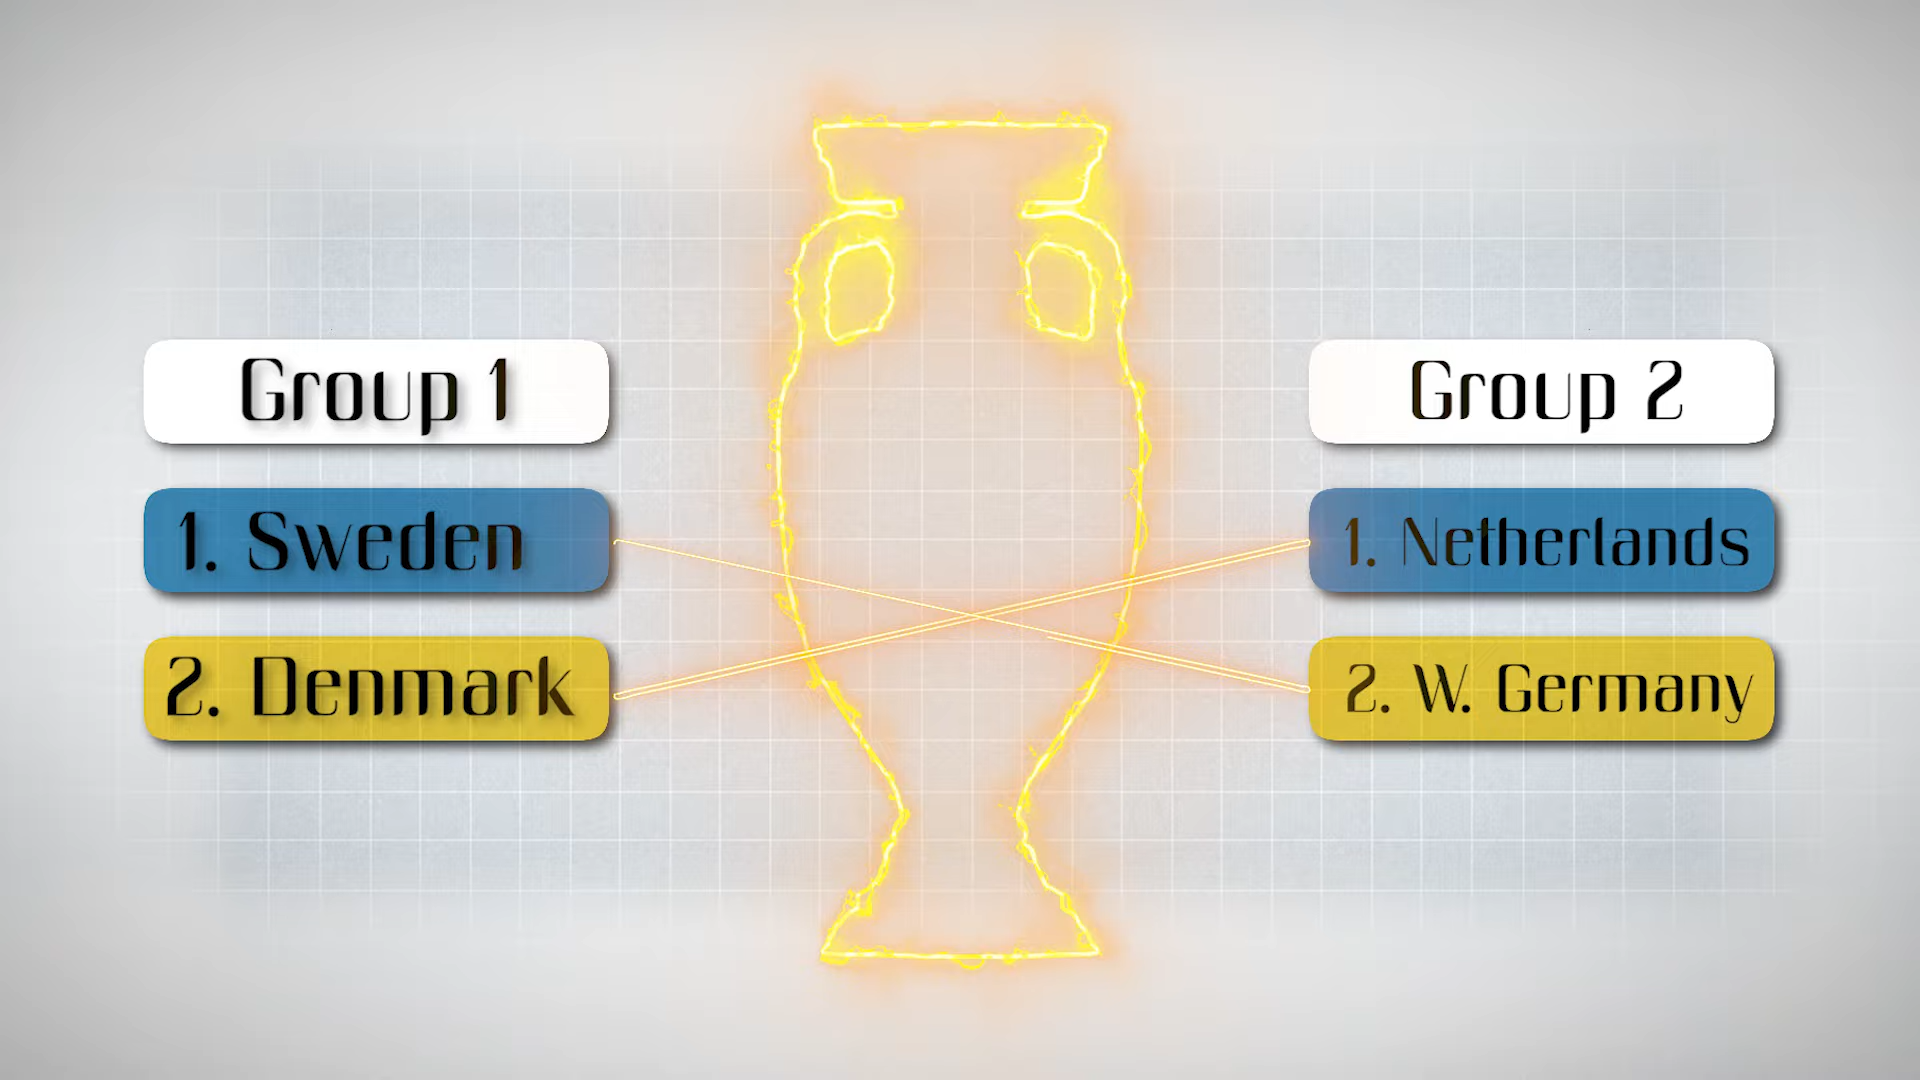 Group 1
1. Sweden
2. Denmark
Group 2
1. Netherlands
2. W. Germany